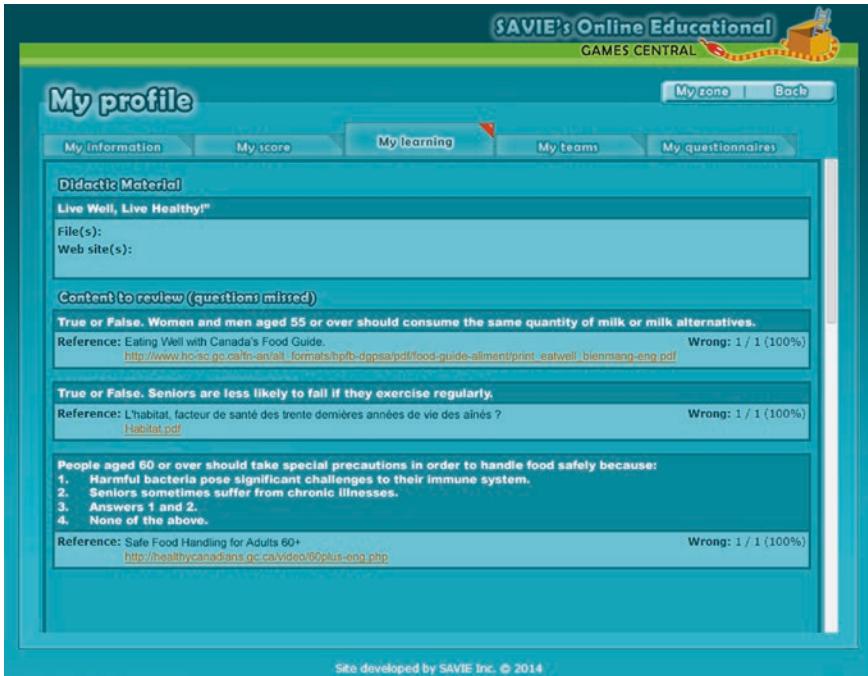 SAVIE's Online Educational
GAMES CENTRAL
My profile
My zone | Back
My information
My score
My learning
My teams
My questionnaires
Didactic Material
Live Well, Live Healthy!"
File(s):
Web site(s):
Content to review (questions missed)
True or False. Women and men aged 55 or over should consume the same quantity of milk or milk alternatives.
Reference: Eating Well with Canada's Food Guide. Wrong: 1 / 1 (100%)
http://www.hc-sc.gc.ca/fn-an/alt_formats/hpfb-dgpsa/pdf/food-guide-aliment/print_eatwell_bienmang-eng.pdf
True or False. Seniors are less likely to fall if they exercise regularly.
Reference: L'habitat, facteur de santé des trente dernières années de vie des aînés ? Wrong: 1 / 1 (100%)
Habitat.pdf
People aged 60 or over should take special precautions in order to handle food safely because:
1. Harmful bacteria pose significant challenges to their immune system.
2. Seniors sometimes suffer from chronic illnesses.
3. Answers 1 and 2.
4. None of the above.
Reference: Safe Food Handling for Adults 60+ Wrong: 1 / 1 (100%)
http://healthycanadians.gc.ca/video/60plus-eng.php
Site developed by SAVIE Inc. © 2014